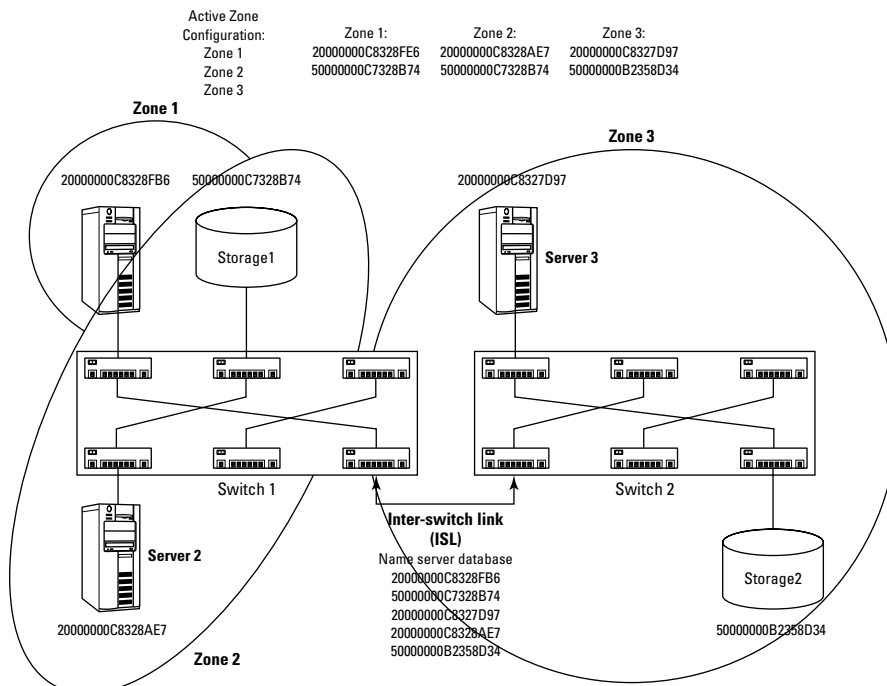 Active Zone
Configuration:
Zone 1
Zone 2
Zone 3
Zone 1:
20000000C8328FE6
50000000C7328B74
Zone 2:
20000000C8328AE7
50000000C7328B74
Zone 3:
20000000C8327D97
50000000B2358D34
Zone 1
Zone 3
20000000C8328FB6
50000000C7328B74
20000000C8327D97
Storage1
Server 3
Switch 1
Switch 2
Inter-switch link
(ISL)
Name server database
20000000C8328FB6
50000000C7328B74
20000000C8327D97
20000000C8328AE7
50000000B2358D34
Server 2
20000000C8328AE7
Zone 2
Storage2
50000000B2358D34